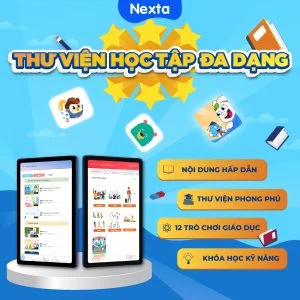 Nexta
THƯ VIỆN HỌC TẬP ĐA DẠNG
NỘI DUNG HẤP DẪN
THƯ VIỆN PHONG PHÚ
12 TRÒ CHƠI GIÁO DỤC
KHÓA HỌC KỸ NĂNG